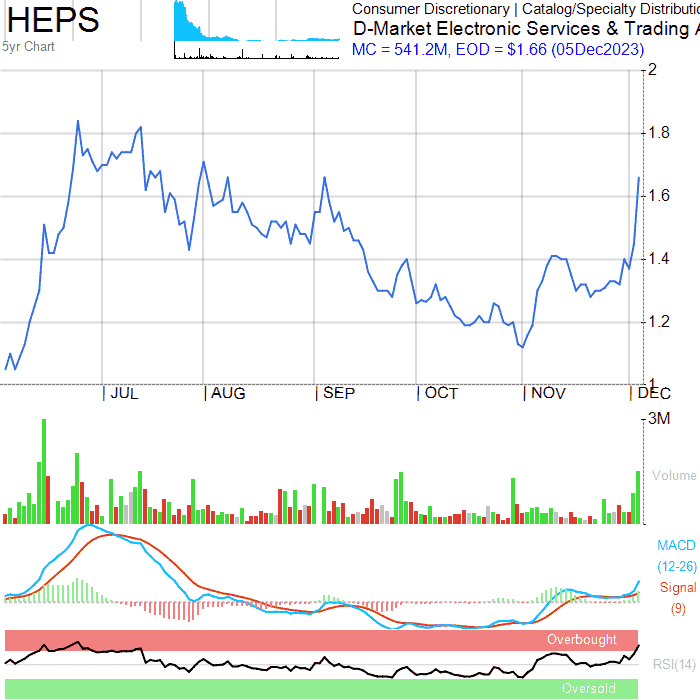 HEPS
5yr Chart
Consumer Discretionary | Catalog/Specialty Distributio
D-Market Electronic Services & Trading A
MC = 541.2M, EOD = $1.66 (05Dec2023)
2
1.8
1.6
1.4
1.2
1
| JUL | AUG | SEP | OCT | NOV | DEC
3M
Volume
MACD
(12-26)
Signal
(9)
Overbought
RSI(14)
Oversold